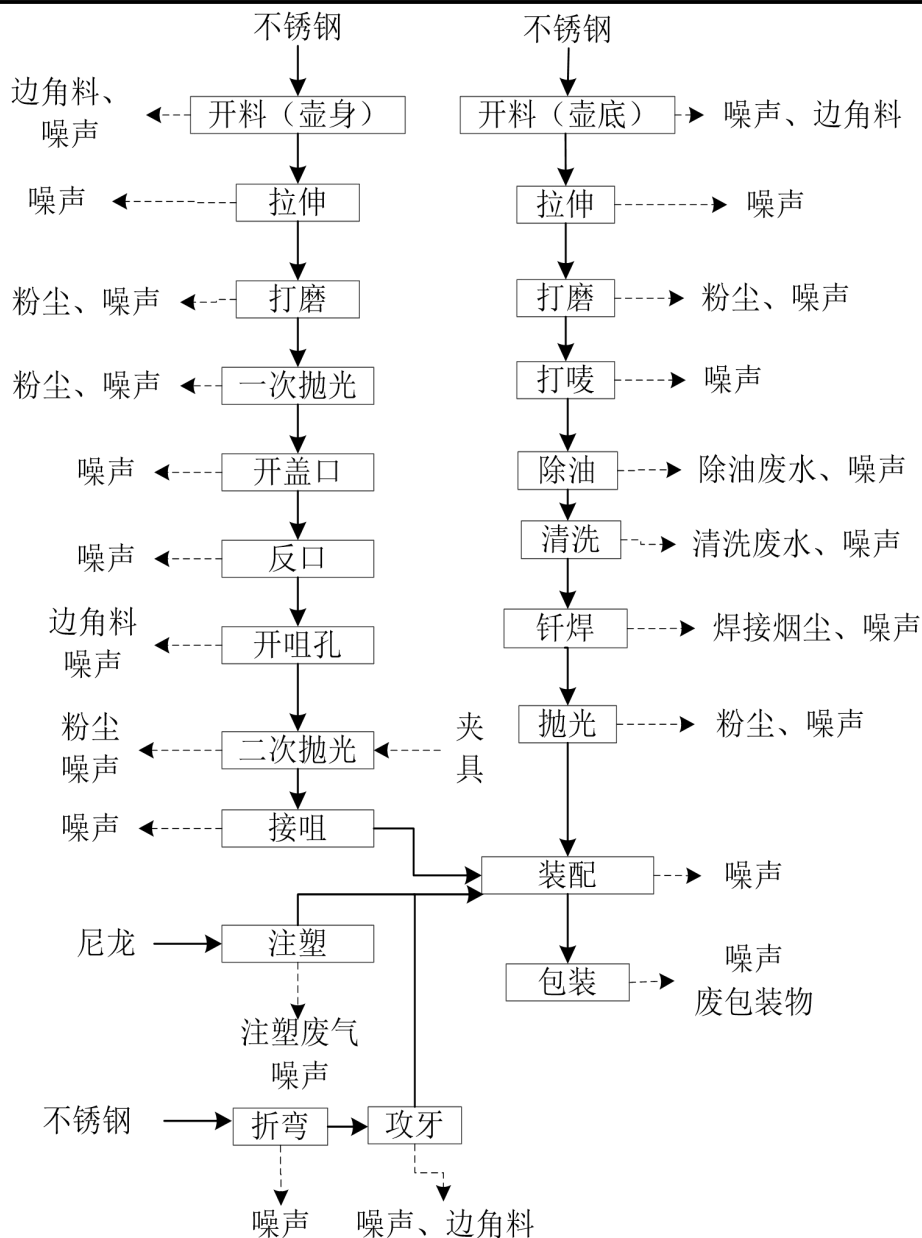 不锈钢
不锈钢
边角料、
噪声
开料（壶身）
开料（壶底）
噪声、边角料
噪声
拉伸
拉伸
噪声
粉尘、噪声
打磨
打磨
粉尘、噪声
粉尘、噪声
一次抛光
打唛
噪声
噪声
开盖口
除油
除油废水、噪声
清洗
清洗废水、噪声
噪声
反口
边角料
噪声
开咀孔
钎焊
焊接烟尘、噪声
粉尘
噪声
二次抛光
夹
具
抛光
粉尘、噪声
噪声
接咀
装配
噪声
尼龙
注塑
包装
噪声
废包装物
注塑废气
噪声
不锈钢
折弯
攻牙
噪声
噪声、边角料